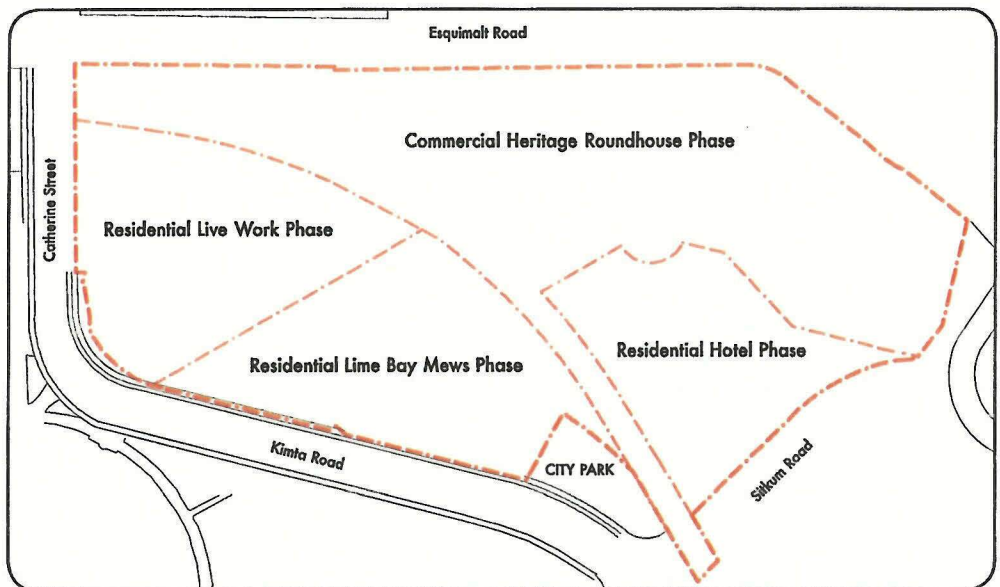 Esquimalt Road
Commercial Heritage Roundhouse Phase
Catherine Street
Residential Live Work Phase
Residential Hotel Phase
Residential Lime Bay Mews Phase
Kimta Road
CITY PARK
Sitkum Road